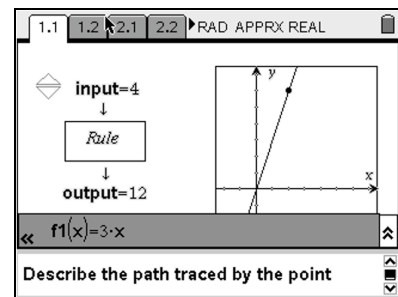 1.1 1.2 2.1 2.2 RAD APPRX REAL
input=4
↓
Rule
↓
output=12
y
x
f1(x)=3·x
Describe the path traced by the point